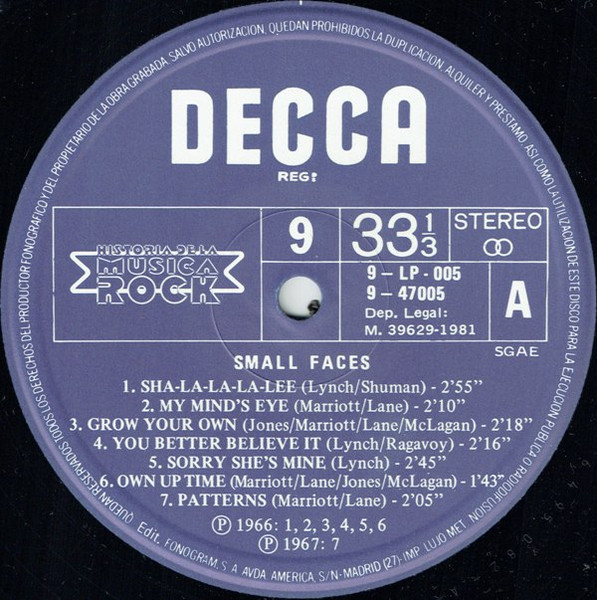 QUEDAN RESERVADOS TODOS LOS DERECHOS DEL PRODUCTOR FONOGRAFICO Y DEL PROPIETARIO DE LA OBRA GRABADA. SALVO AUTORIZACION, QUEDAN PROHIBIDOS LA DUPLICACION, ALQUILER Y PRESTAMO, ASI COMO LA UTILIZACION DE ESTE DISCO PARA LA EJECUCION PUBLICA O RADIODIFUSION
DECCA
REG?
HISTORIA DE LA
MUSICA
ROCK
9
33 1/3
STEREO
9 - LP - 005
9 - 47005
Dep. Legal:
M. 39629-1981
A
SGAE
SMALL FACES
1. SHA-LA-LA-LA-LEE (Lynch/Shuman) - 2'55”
2. MY MIND'S EYE (Marriott/Lane) - 2'10”
3. GROW YOUR OWN (Jones/Marriott/Lane/McLagan) - 2'18”
4. YOU BETTER BELIEVE IT (Lynch/Ragavoy) - 2'16”
5. SORRY SHE'S MINE (Lynch) - 2'45”
6. OWN UP TIME (Marriott/Lane/Jones/McLagan) - 1'43”
7. PATTERNS (Marriott/Lane) - 2'05”
Ⓟ 1966: 1, 2, 3, 4, 5, 6
Ⓟ 1967: 7
Edit. FONOGRAM, S. A AVDA AMERICA, S/N - MADRID (27)-IMP LUJO MET